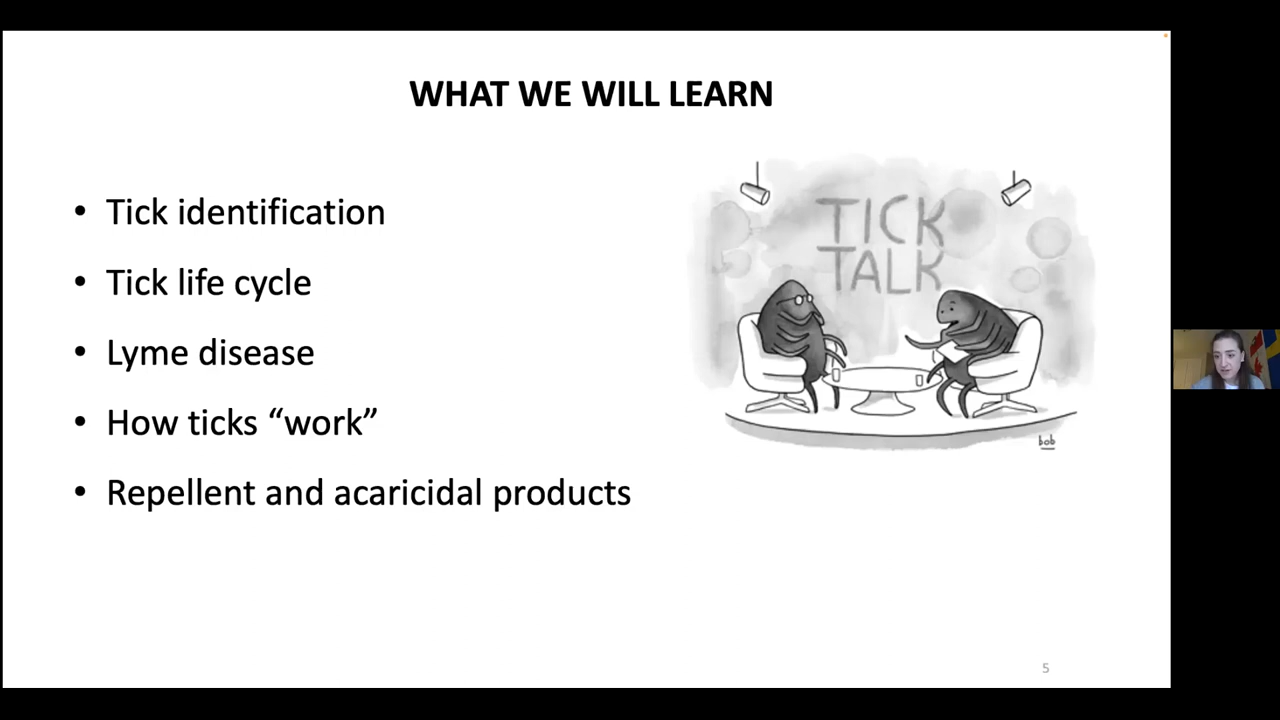 WHAT WE WILL LEARN
• Tick identification
• Tick life cycle
• Lyme disease
• How ticks “work”
• Repellent and acaricidal products
TICK
TALK
bob
5